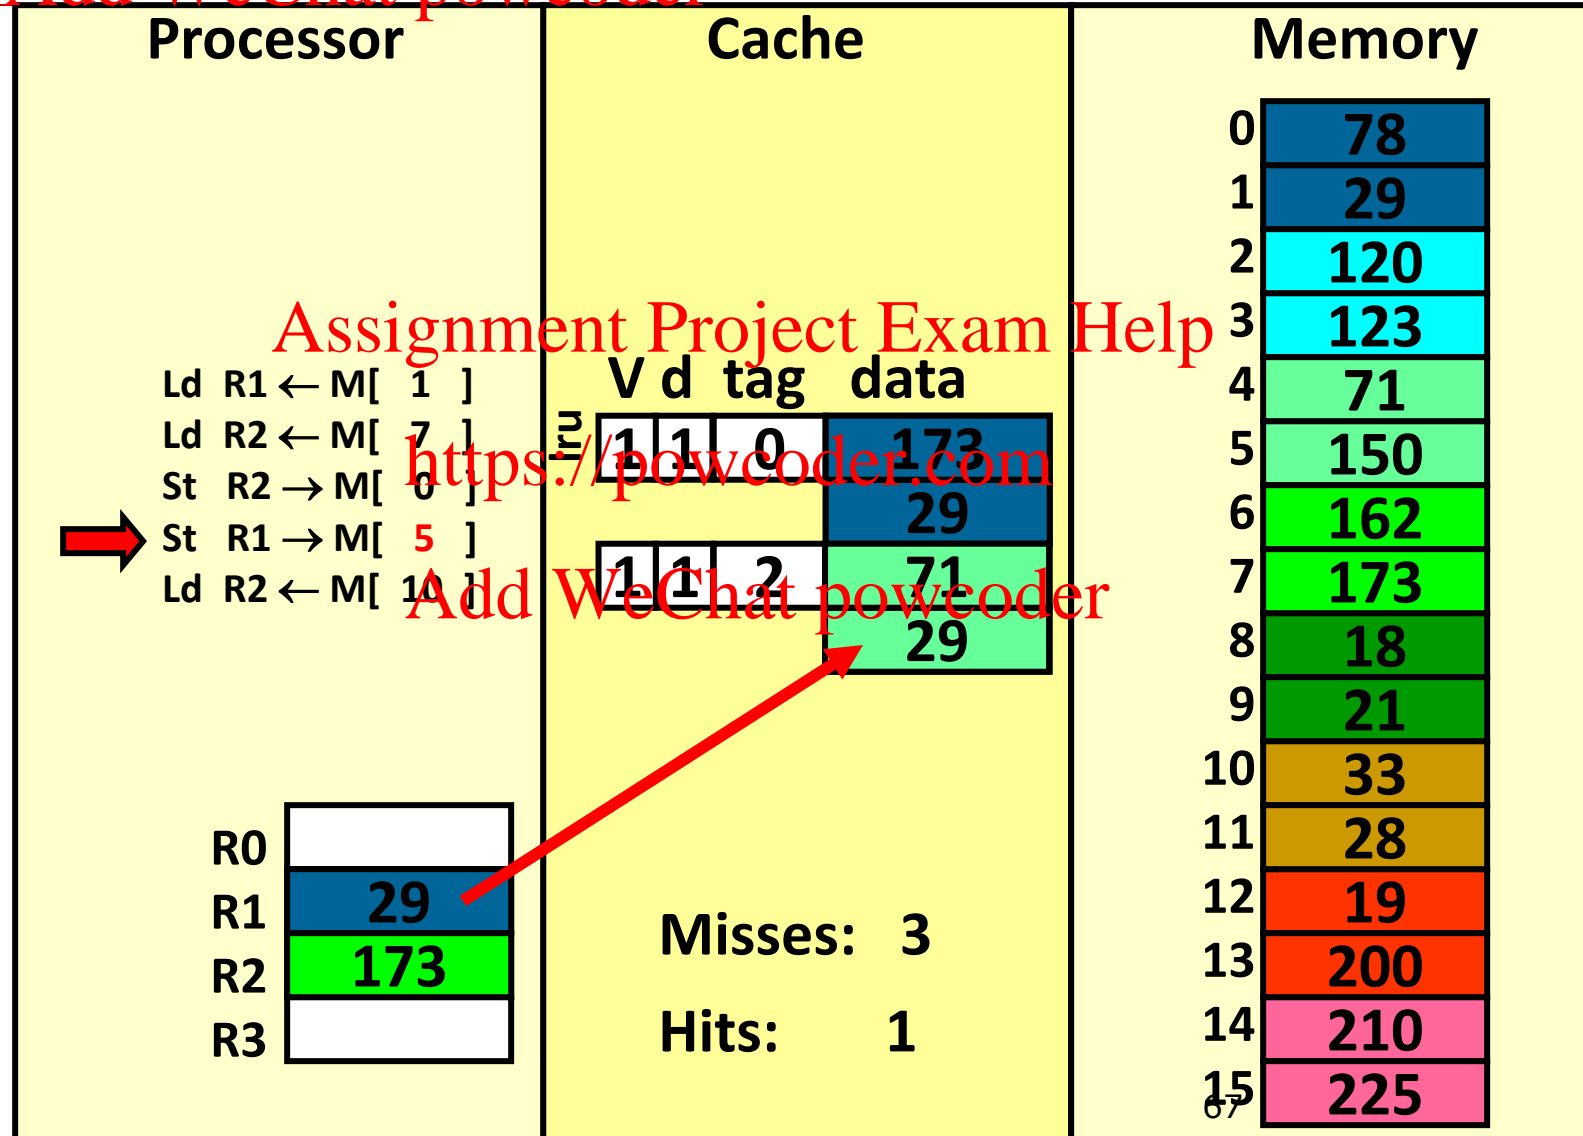 Add WeChat powcoder
Processor
Cache
Memory
Assignment Project Exam Help
https://powcoder.com
Add WeChat powcoder
Ld R1 ← M[ 1 ]
Ld R2 ← M[ 7 ]
St R2 → M[ 0 ]
St R1 → M[ 5 ]
Ld R2 ← M[ 10 ]
R0
R1 29
R2 173
R3
V d tag data
lru
1 1 0 173
29
1 1 2 71
29
Misses: 3
Hits: 1
0 78
1 29
2 120
3 123
4 71
5 150
6 162
7 173
8 18
9 21
10 33
11 28
12 19
13 200
14 210
15 225
67